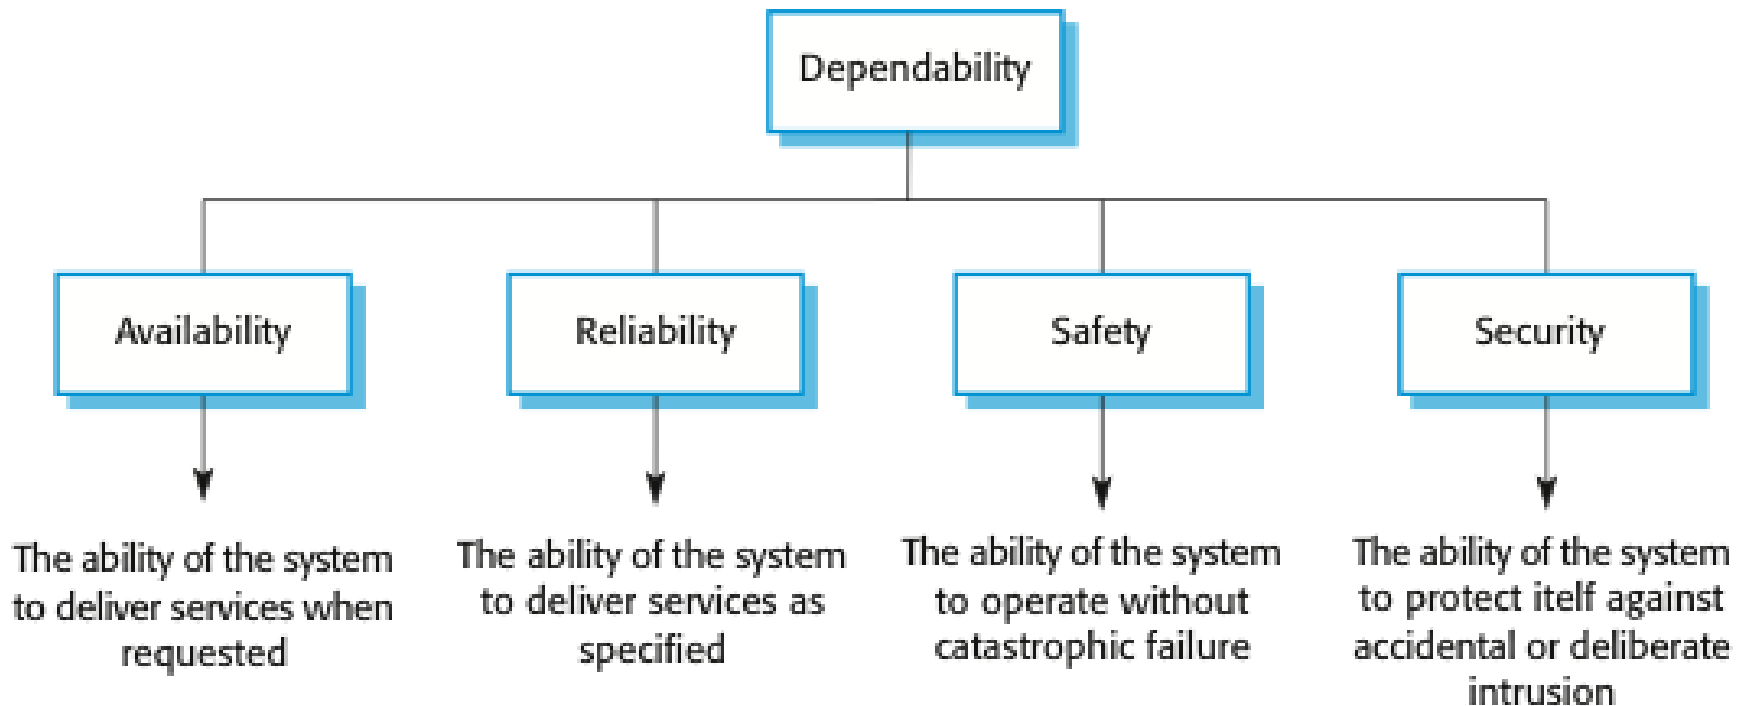 Dependability
Availability
Reliability
Safety
Security
The ability of the system
to deliver services when
requested
The ability of the system
to deliver services as
specified
The ability of the system
to operate without
catastrophic failure
The ability of the system
to protect itelf against
accidental or deliberate
intrusion